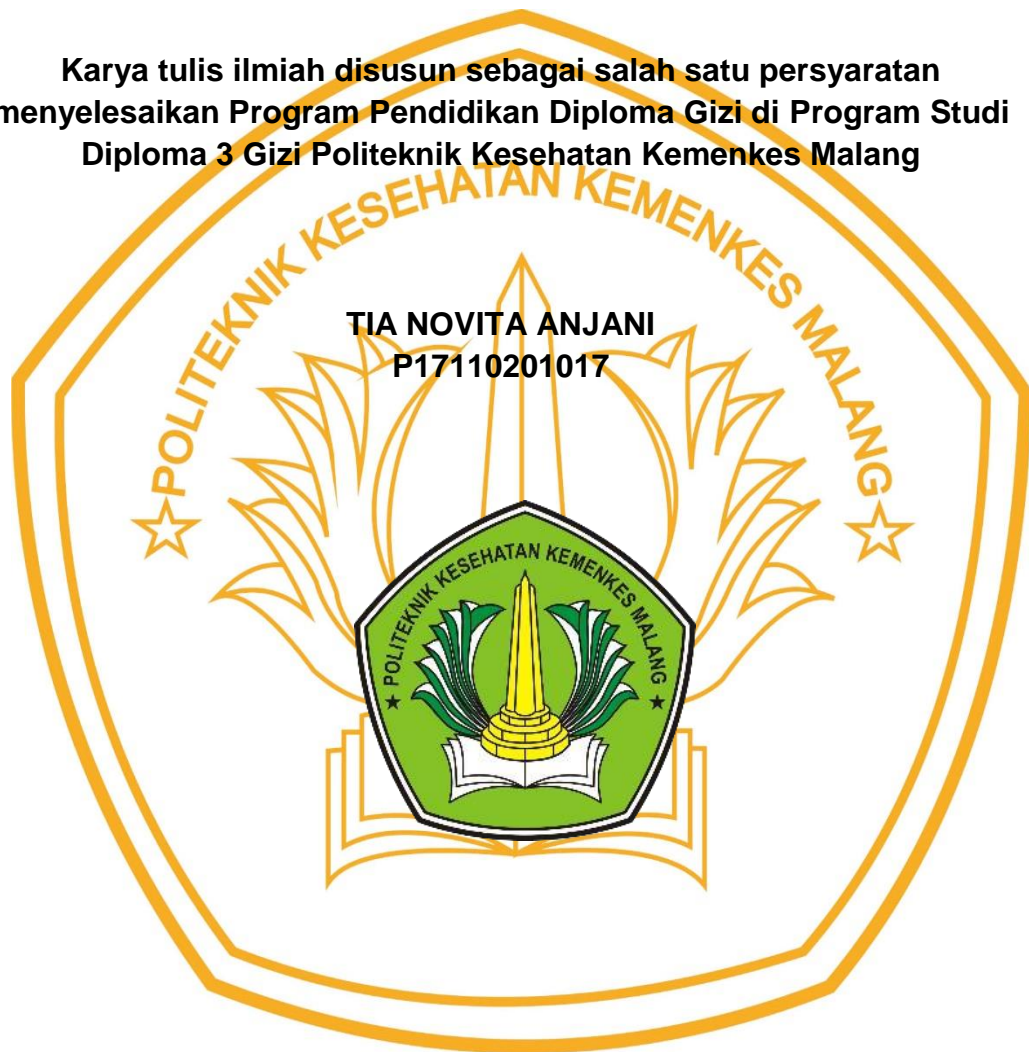 Karya tulis ilmiah disusun sebagai salah satu persyaratan
menyelesaikan Program Pendidikan Diploma Gizi di Program Studi
Diploma 3 Gizi Politeknik Kesehatan Kemenkes Malang
POLITEKNIK KESEHATAN KEMENKES MALANG
TIA NOVITA ANJANI
P17110201017
POLITEKNIK KESEHATAN KEMENKES MALANG